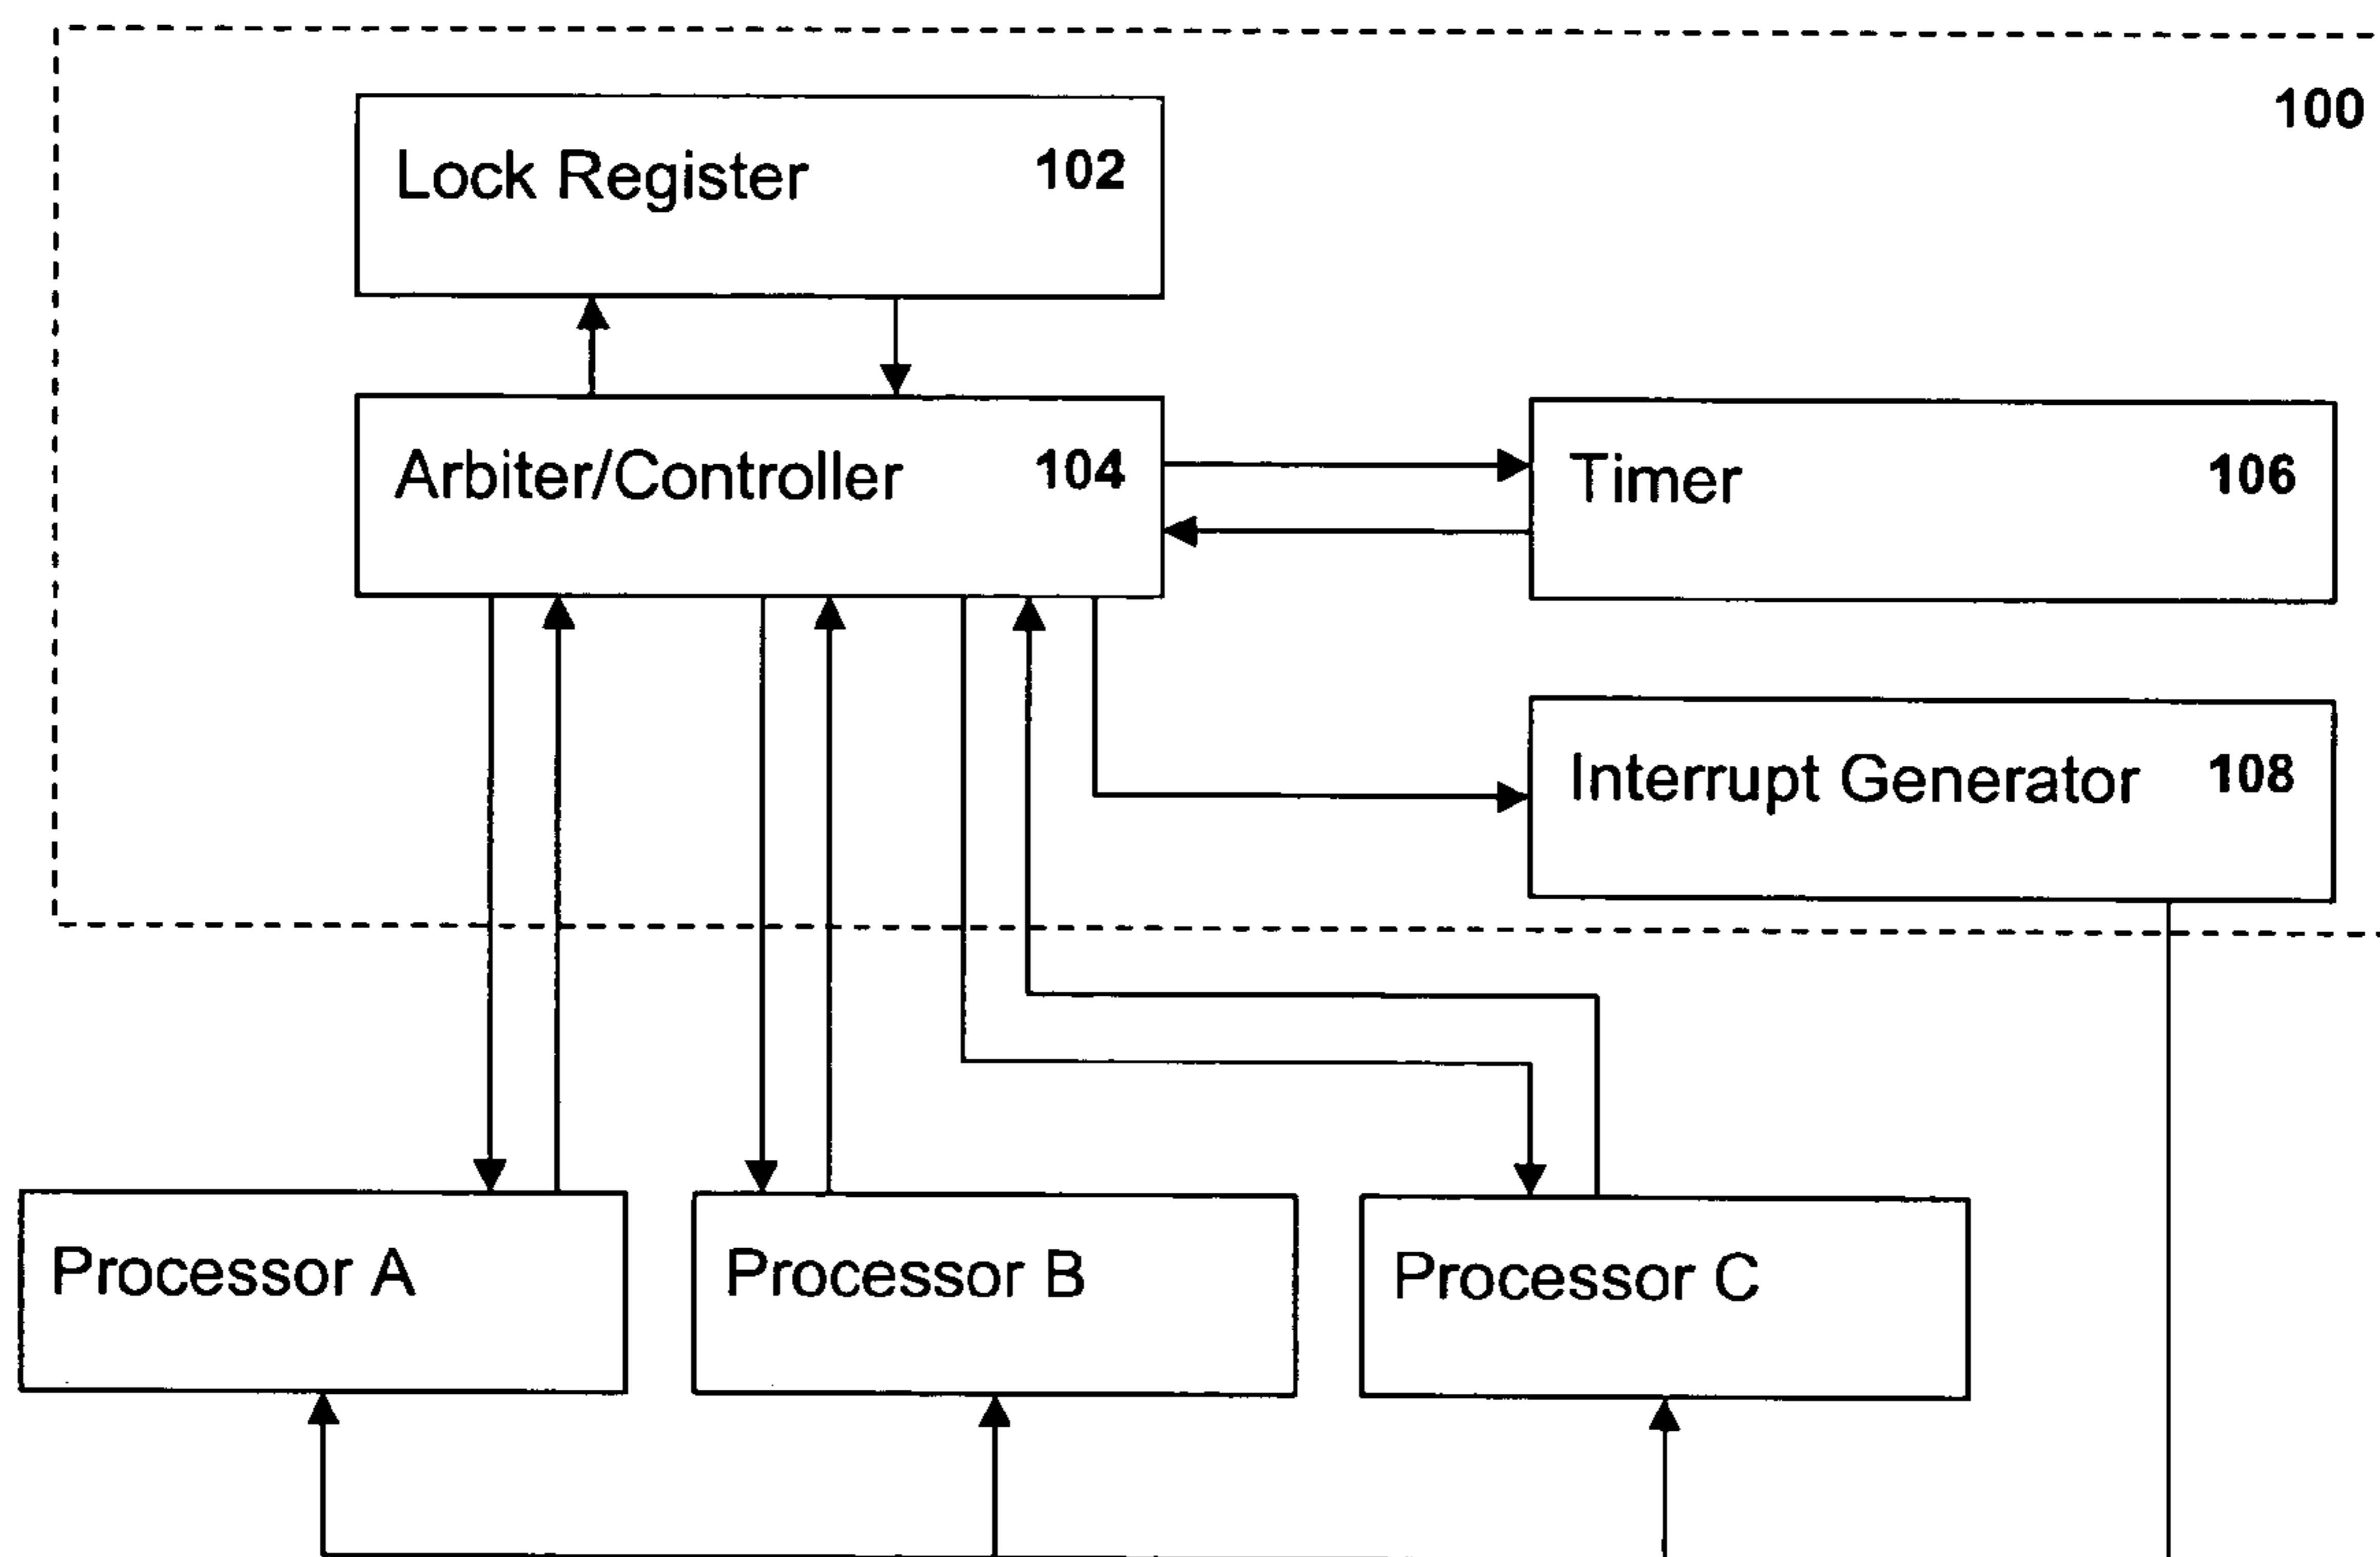 100
Lock Register 102
Arbiter/Controller 104
Timer 106
Interrupt Generator 108
Processor A
Processor B
Processor C